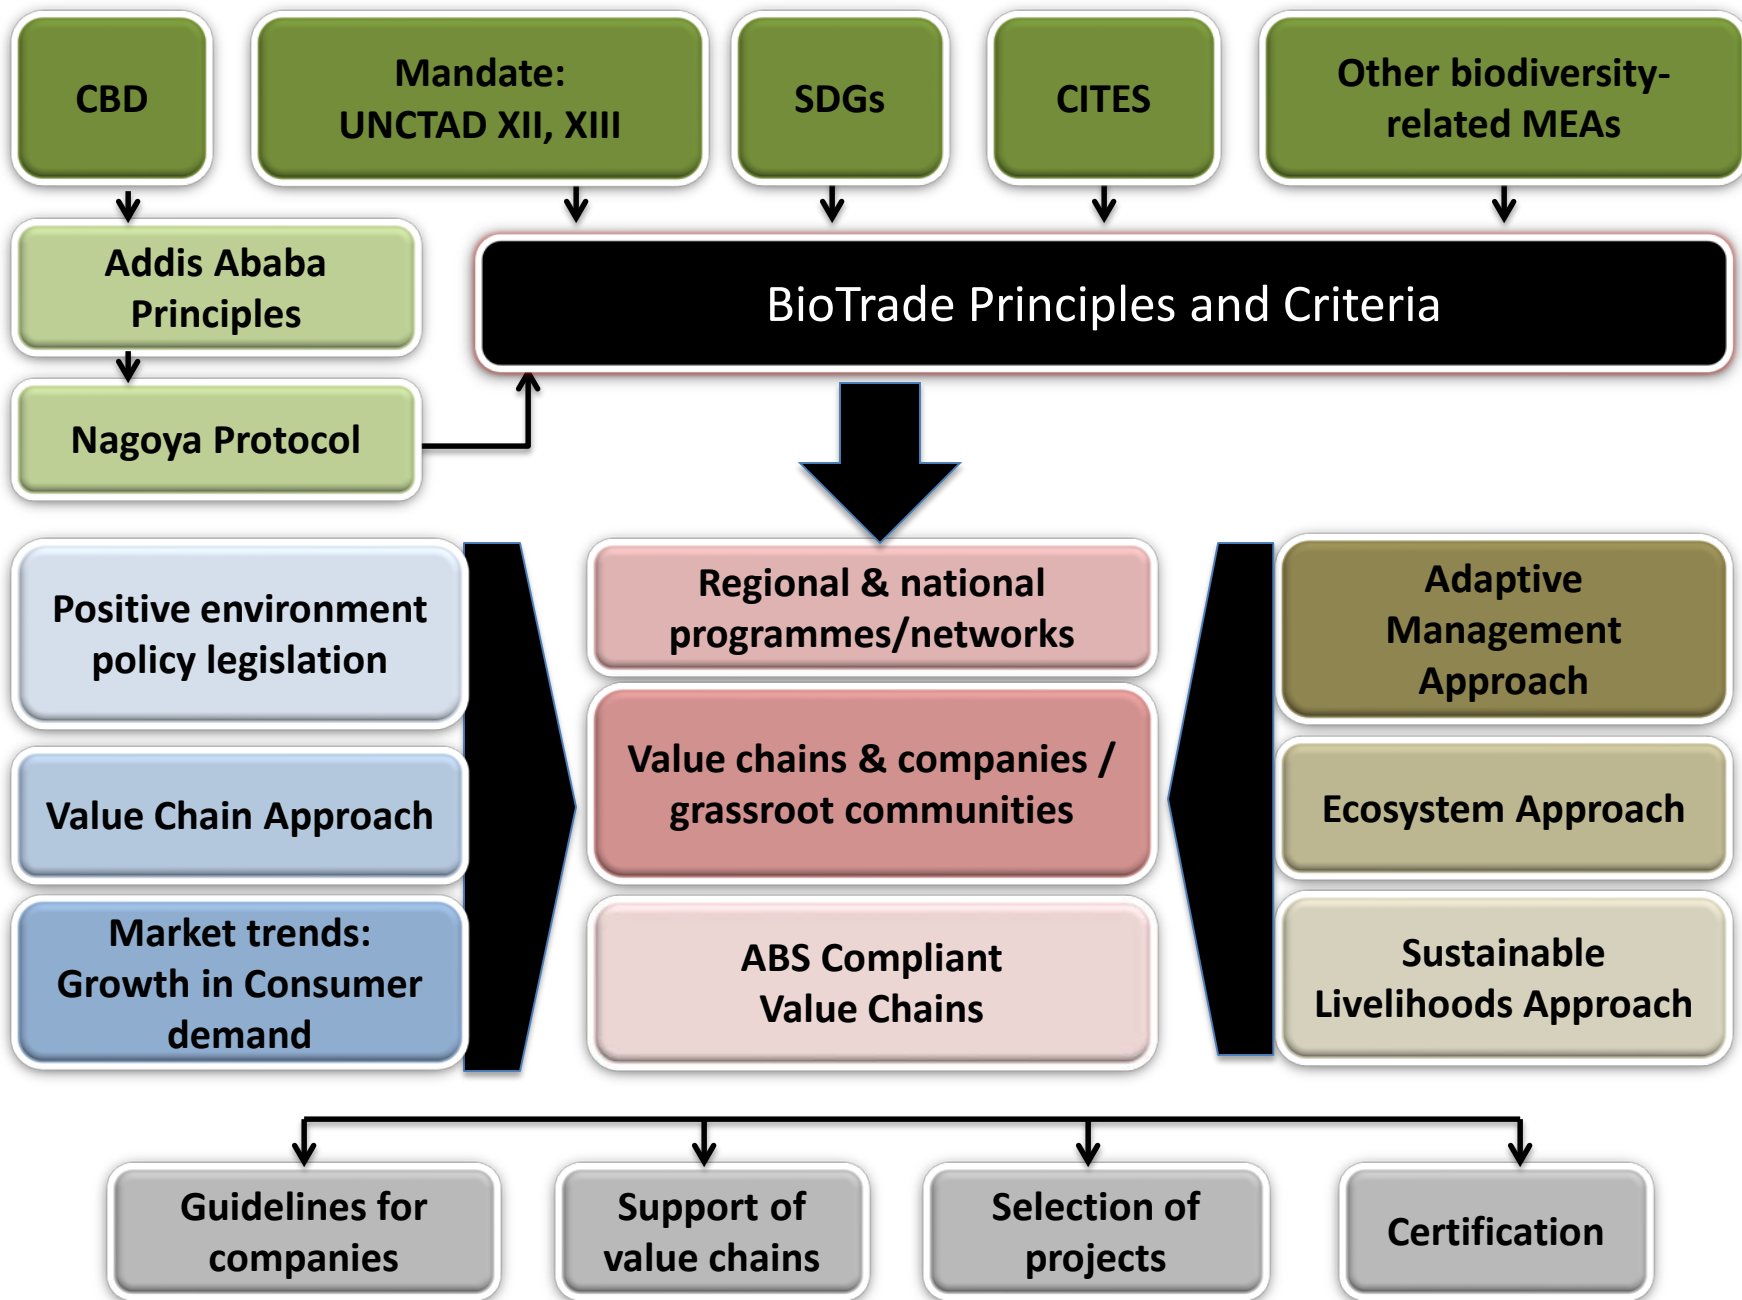 CBD
Mandate:
UNCTAD XII, XIII
SDGs
CITES
Other biodiversity-
related MEAs
Addis Ababa
Principles
BioTrade Principles and Criteria
Nagoya Protocol
Positive environment
policy legislation
Value Chain Approach
Market trends:
Growth in Consumer
demand
Regional & national
programmes/networks
Value chains & companies /
grassroot communities
ABS Compliant
Value Chains
Adaptive
Management
Approach
Ecosystem Approach
Sustainable
Livelihoods Approach
Guidelines for
companies
Support of
value chains
Selection of
projects
Certification